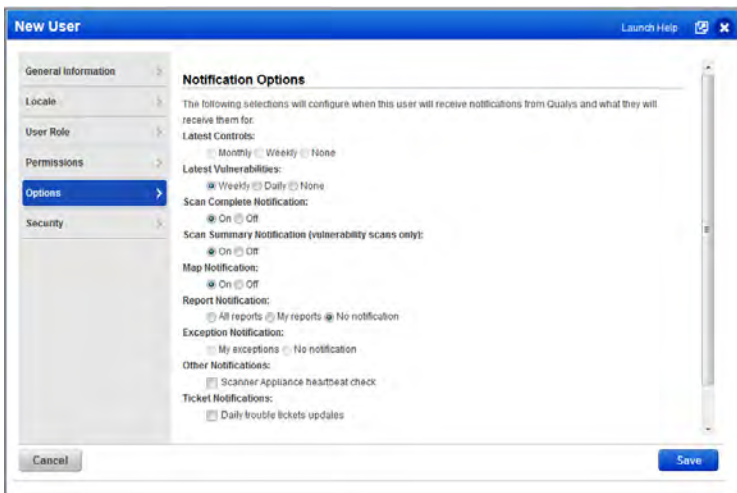 New User
Launch Help
General Information
Locale
User Role
Permissions
Options
Security
Notification Options
The following selections will configure when this user will receive notifications from Qualys and what they will
receive them for.
Latest Controls:
Monthly Weekly None
Latest Vulnerabilities:
Weekly Daily None
Scan Complete Notification:
On Off
Scan Summary Notification (vulnerability scans only):
On Off
Map Notification:
On Off
Report Notification:
All reports My reports No notification
Exception Notification:
My exceptions No notification
Other Notifications:
Scanner Appliance heartbeat check
Ticket Notifications:
Daily trouble tickets updates
Cancel
Save